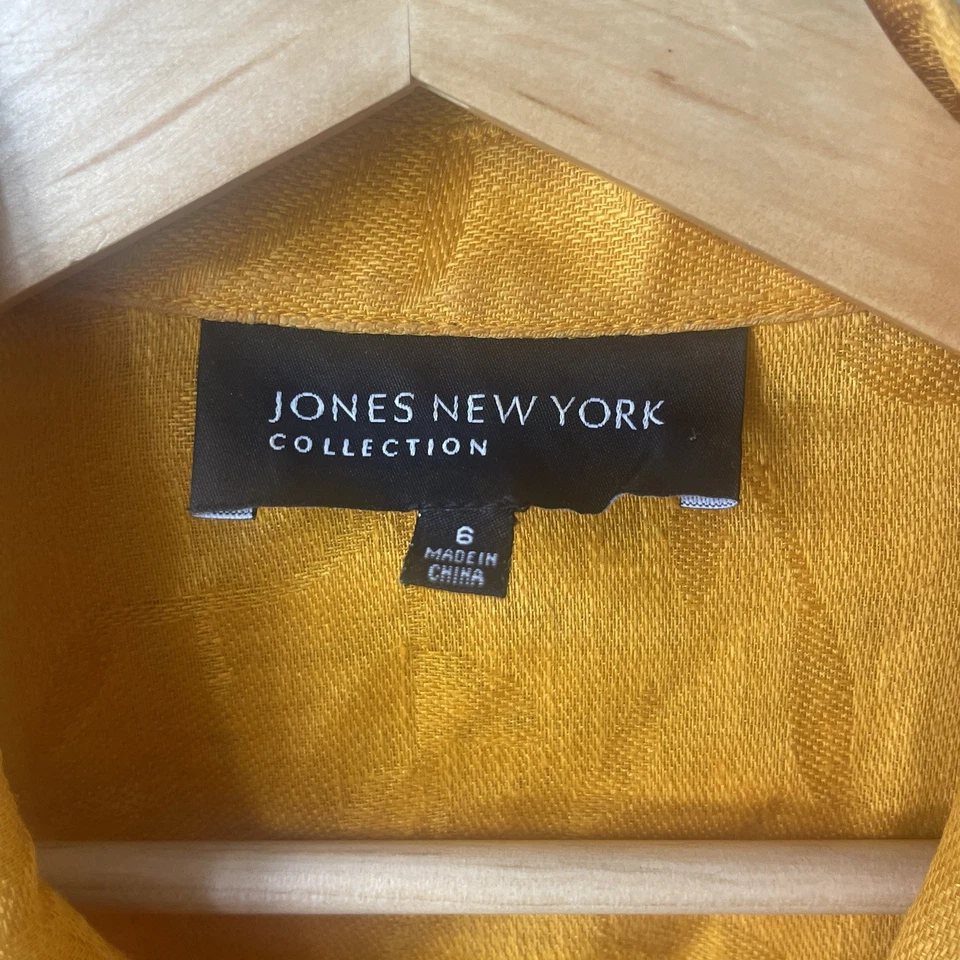 JONES NEW YORK
COLLECTION
6
MADE IN
CHINA